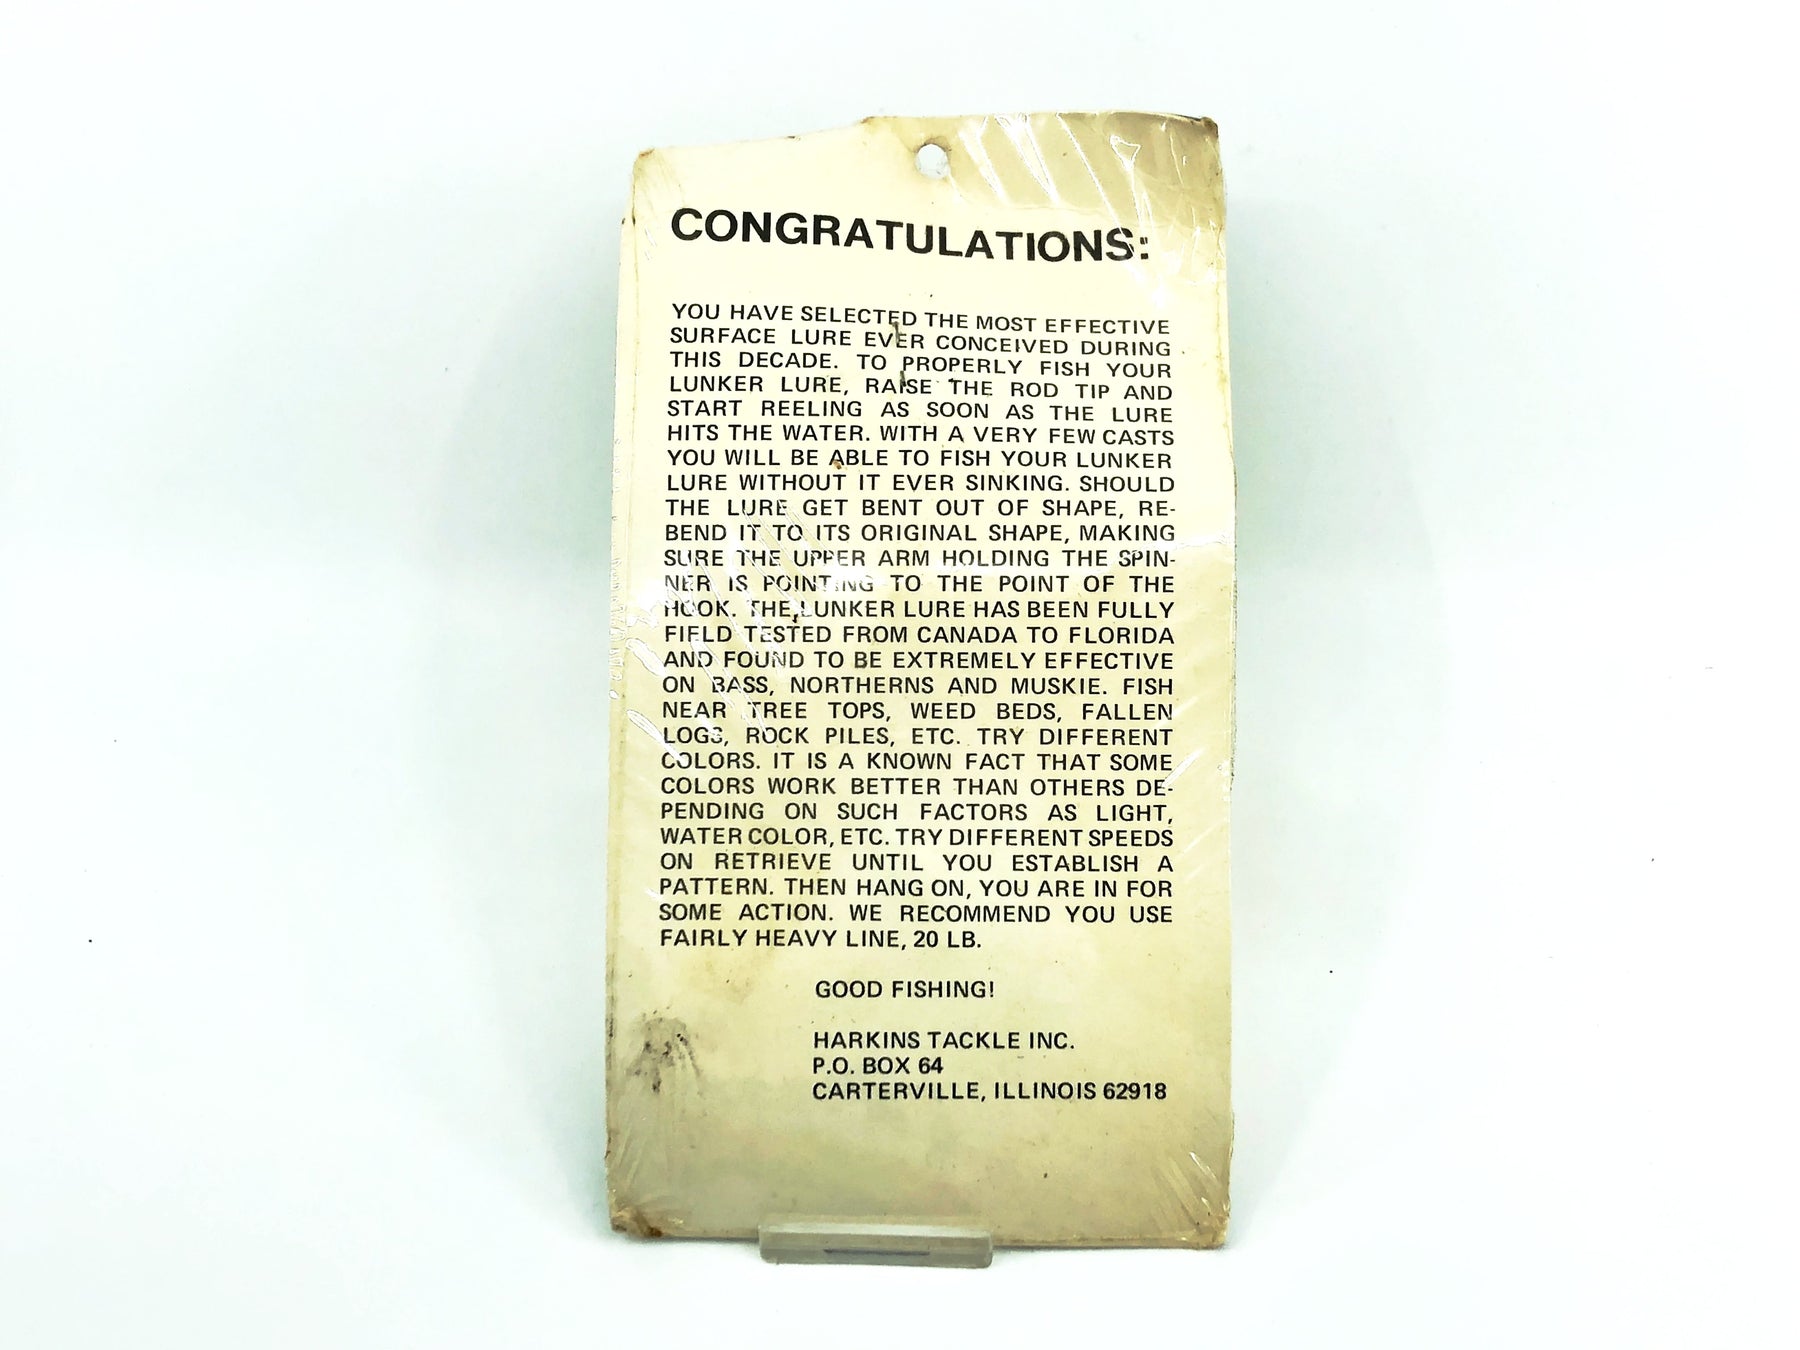 CONGRATULATIONS:
YOU HAVE SELECTED THE MOST EFFECTIVE
SURFACE LURE EVER CONCEIVED DURING
THIS DECADE. TO PROPERLY FISH YOUR
LUNKER LURE, RAISE THE ROD TIP AND
START REELING AS SOON AS THE LURE
HITS THE WATER. WITH A VERY FEW CASTS
YOU WILL BE ABLE TO FISH YOUR LUNKER
LURE WITHOUT IT EVER SINKING. SHOULD
THE LURE GET BENT OUT OF SHAPE, RE-
BEND IT TO ITS ORIGINAL SHAPE, MAKING
SURE THE UPPER ARM HOLDING THE SPIN-
NER IS POINTING TO THE POINT OF THE
HOOK. THE LUNKER LURE HAS BEEN FULLY
FIELD TESTED FROM CANADA TO FLORIDA
AND FOUND TO BE EXTREMELY EFFECTIVE
ON BASS, NORTHERNS AND MUSKIE. FISH
NEAR TREE TOPS, WEED BEDS, FALLEN
LOGS, ROCK PILES, ETC. TRY DIFFERENT
COLORS. IT IS A KNOWN FACT THAT SOME
COLORS WORK BETTER THAN OTHERS DE-
PENDING ON SUCH FACTORS AS LIGHT,
WATER COLOR, ETC. TRY DIFFERENT SPEEDS
ON RETRIEVE UNTIL YOU ESTABLISH A
PATTERN. THEN HANG ON, YOU ARE IN FOR
SOME ACTION. WE RECOMMEND YOU USE
FAIRLY HEAVY LINE, 20 LB.
GOOD FISHING!
HARKINS TACKLE INC.
P.O. BOX 64
CARTERVILLE, ILLINOIS 62918